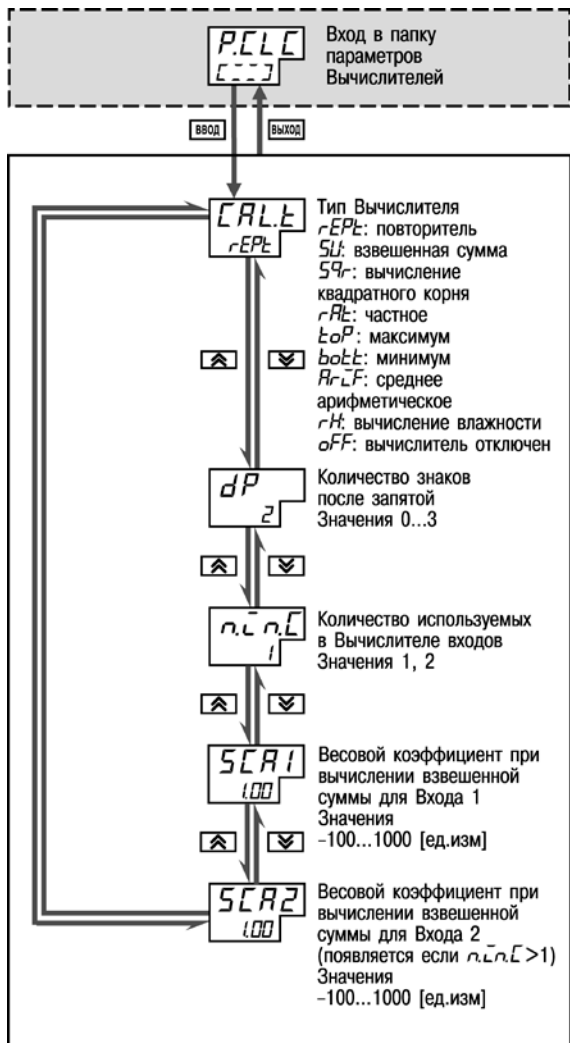 P.CLC
[---]
Вход в папку
параметров
Вычислителей
ВВОД
ВЫХОД
CAL.t
rEPt
Тип Вычислителя
rEPt: повторитель
SU: взвешенная сумма
S9r: вычисление
квадратного корня
rAt: частное
toP: максимум
bott: минимум
AriF: среднее
арифметическое
rH: вычисление влажности
oFF: вычислитель отключен
dP
2
Количество знаков
после запятой
Значения 0...3
n.in.C
1
Количество используемых
в Вычислителе входов
Значения 1, 2
SCA1
1.00
Весовой коэффициент при
вычислении взвешенной
суммы для Входа 1
Значения
-100...1000 [ед.изм]
SCA2
1.00
Весовой коэффициент при
вычислении взвешенной
суммы для Входа 2
(появляется если n.in.C>1)
Значения
-100...1000 [ед.изм]